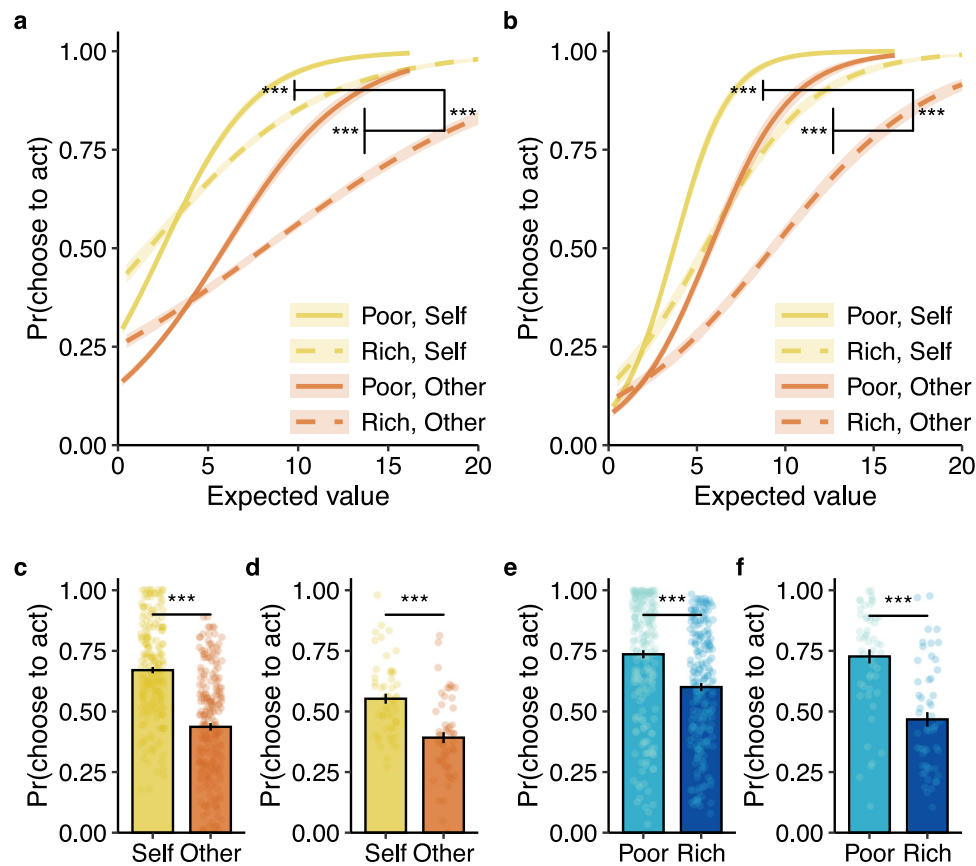 a
Pr(choose to act)
1.00
0.75
0.50
0.25
0.00
***
***
***
Poor, Self
Rich, Self
Poor, Other
Rich, Other
0 5 10 15 20
Expected value
b
Pr(choose to act)
1.00
0.75
0.50
0.25
0.00
***
***
***
Poor, Self
Rich, Self
Poor, Other
Rich, Other
0 5 10 15 20
Expected value
c
Pr(choose to act)
1.00
0.75
0.50
0.25
0.00
***
Self Other
d
Pr(choose to act)
1.00
0.75
0.50
0.25
0.00
***
Self Other
e
Pr(choose to act)
1.00
0.75
0.50
0.25
0.00
***
Poor Rich
f
Pr(choose to act)
1.00
0.75
0.50
0.25
0.00
***
Poor Rich